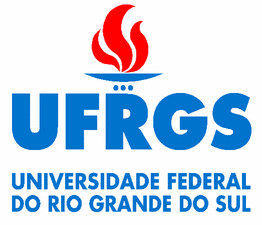 UFRGS
UNIVERSIDADE FEDERAL
DO RIO GRANDE DO SUL